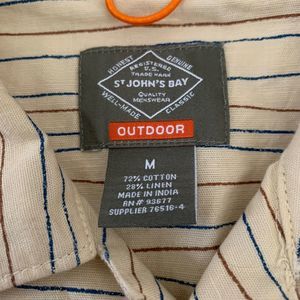 HONEST GENUINE
REGISTERED
U.S.
TRADE MARK
ST JOHN'S BAY
QUALITY
MENSWEAR
WELL-MADE CLASSIC
OUTDOOR
M
72% COTTON
28% LINEN
MADE IN INDIA
RN# 93677
SUPPLIER 76516-4